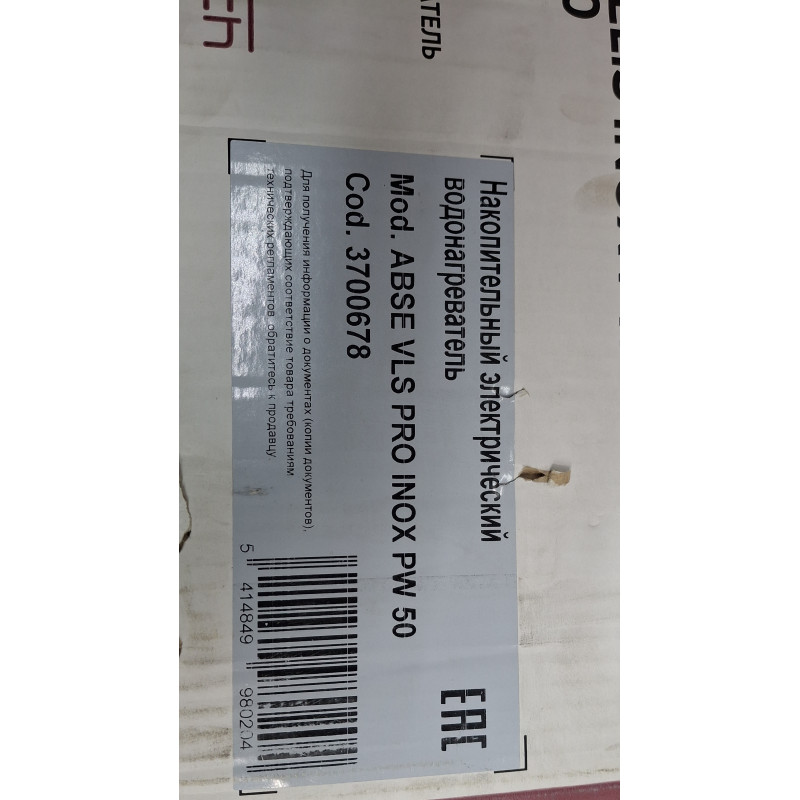 АТЕЛЬ
Накопительный электрический
водонагреватель
Mod. ABSE VLS PRO INOX PW 50
Cod. 3700678
Для получения информации о документах (копии документов),
подтверждающих соответствие товара требованиям
технических регламентов обратитесь к продавцу
EAC
5 414849 980204